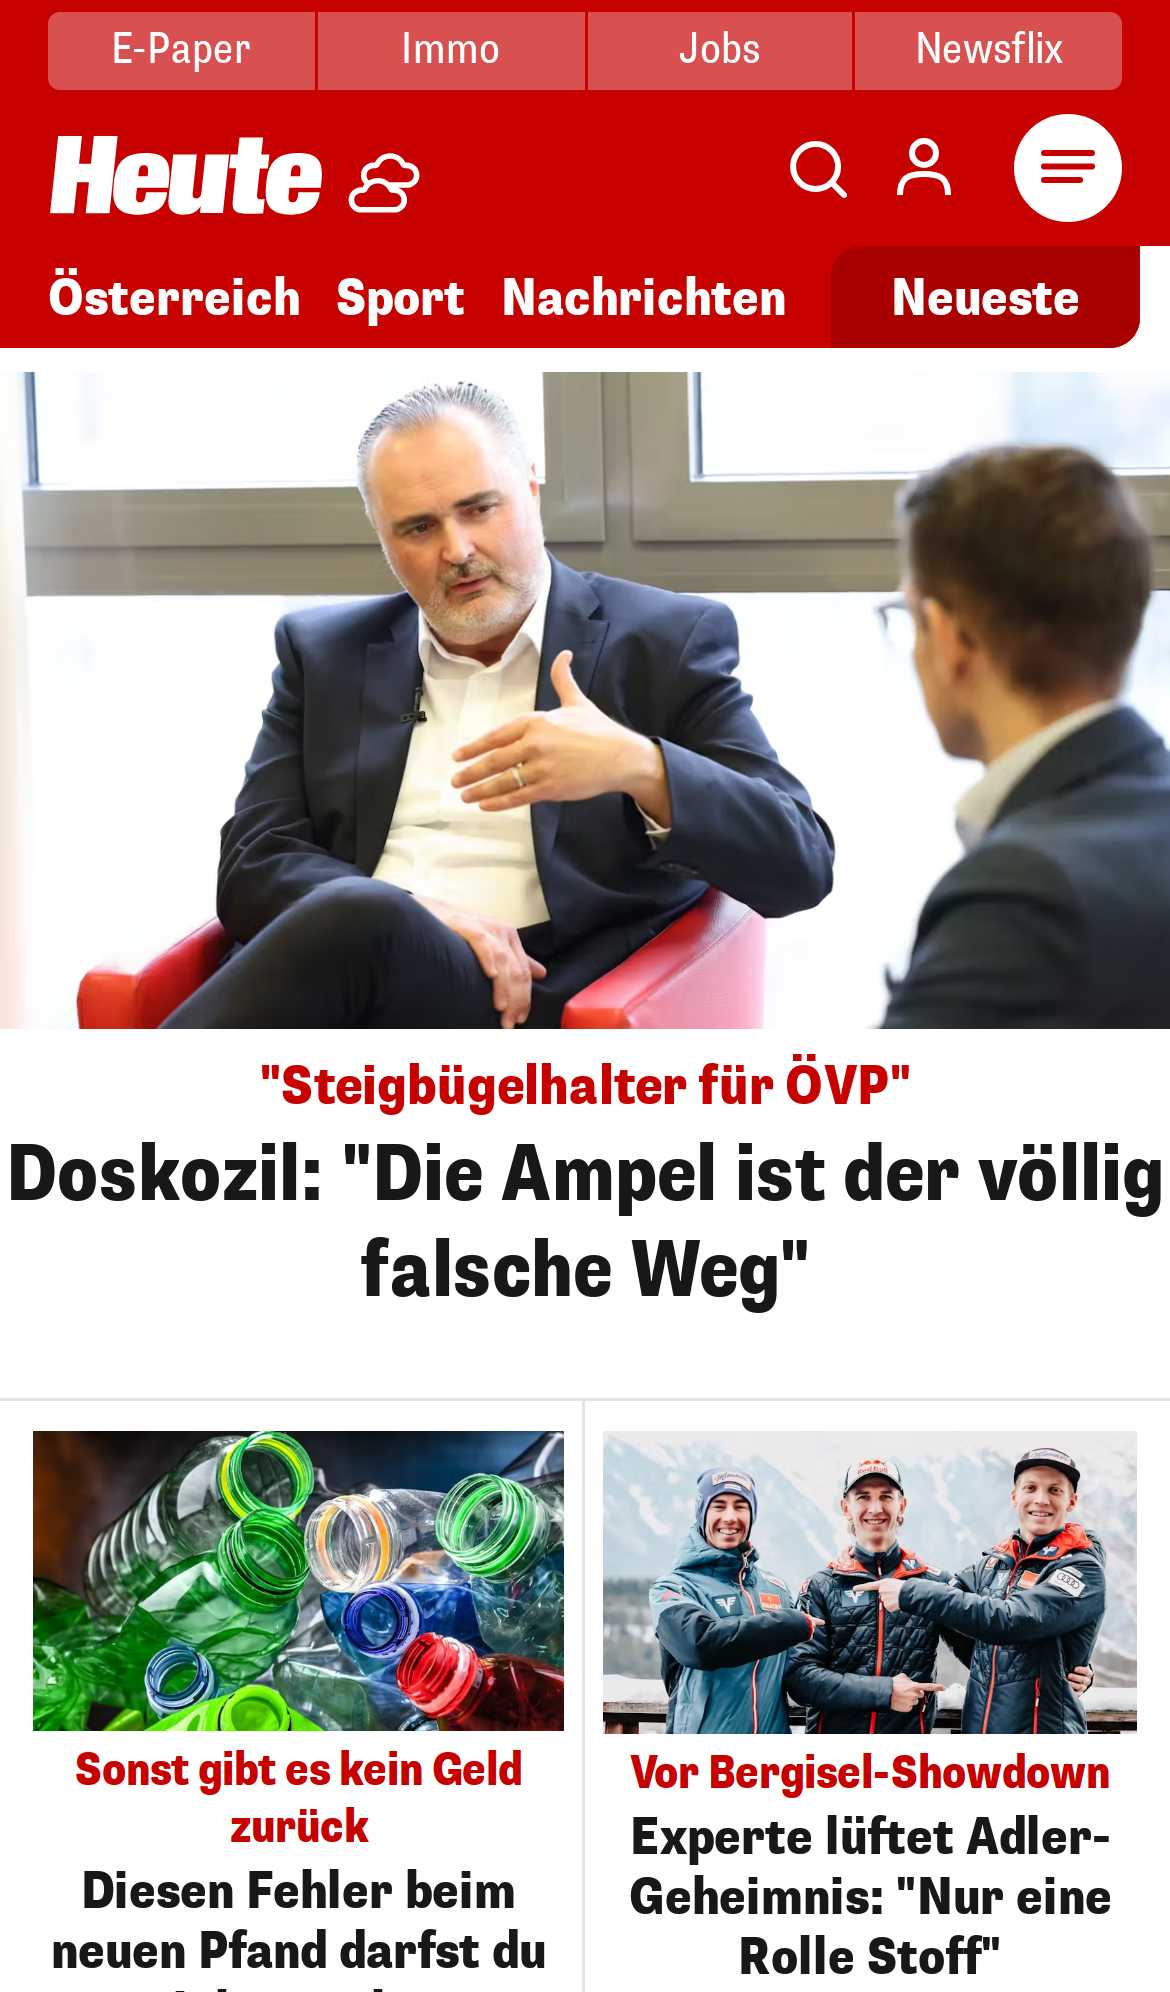 E-Paper Immo Jobs Newsflix
Heute
Österreich Sport Nachrichten Neueste
"Steigbügelhalter für ÖVP"
Doskozil: "Die Ampel ist der völlig
falsche Weg"
Sonst gibt es kein Geld
zurück
Diesen Fehler beim
neuen Pfand darfst du
Vor Bergisel-Showdown
Experte lüftet Adler-
Geheimnis: "Nur eine
Rolle Stoff"